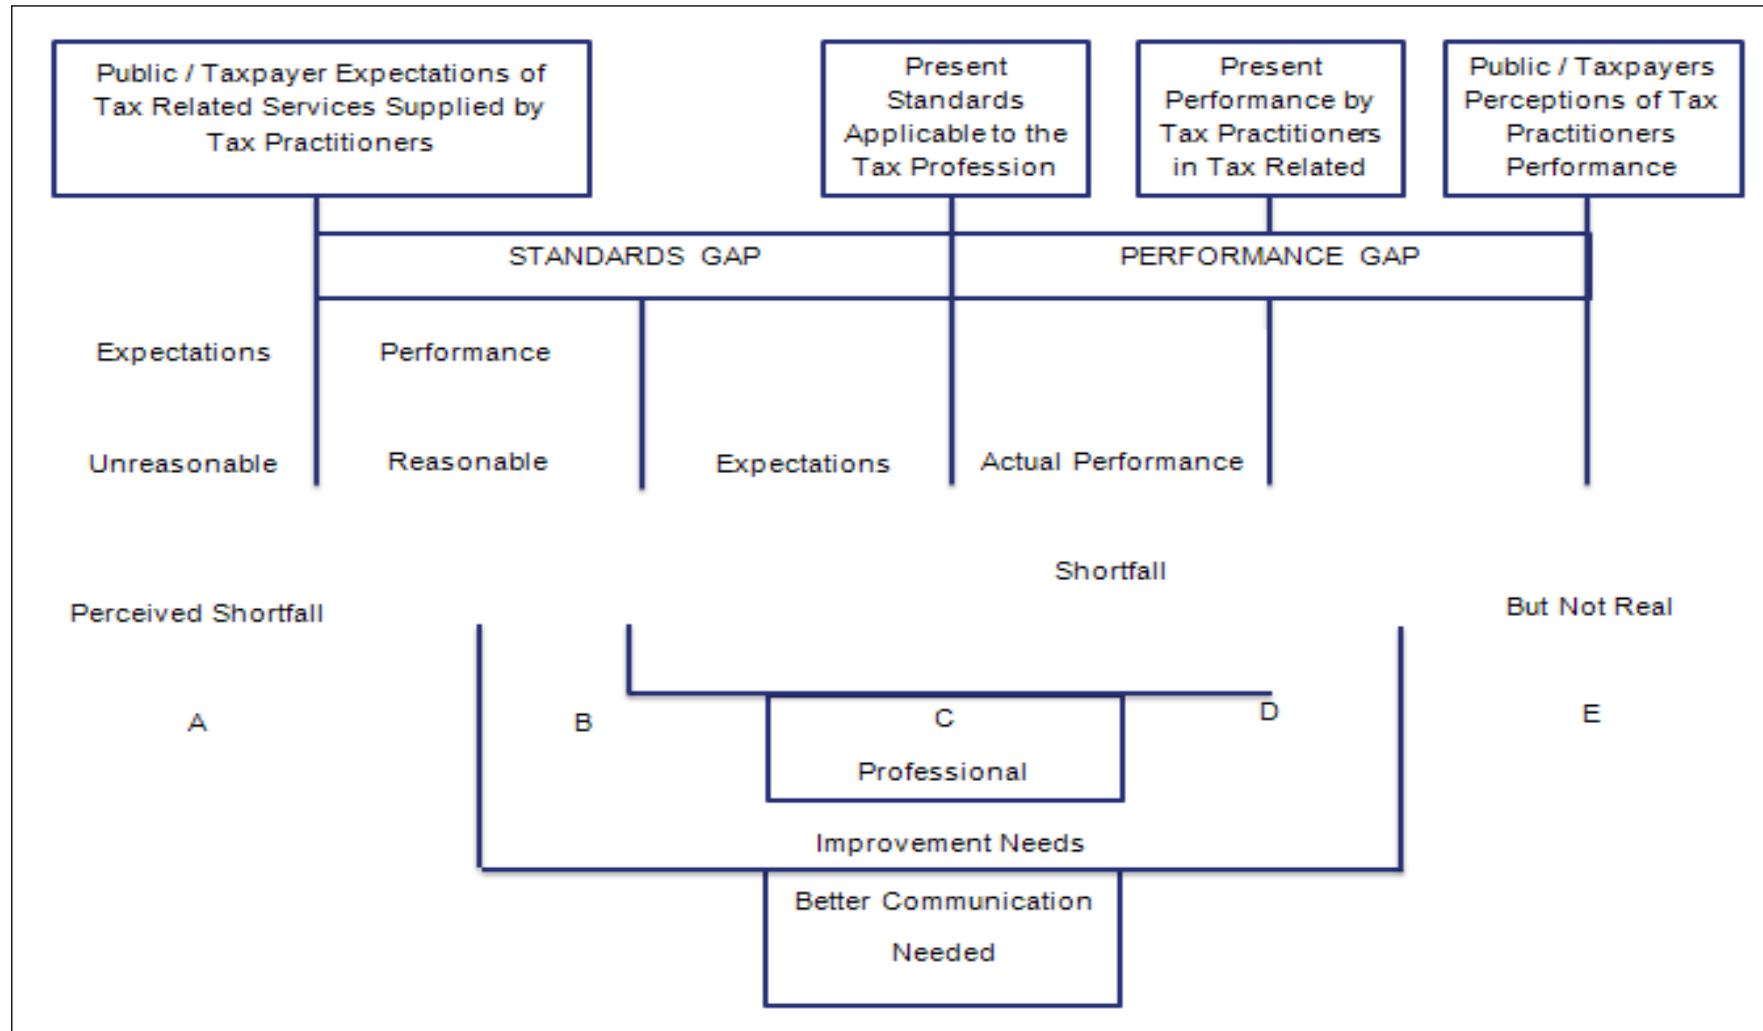 Public / Taxpayer Expectations of
Tax Related Services Supplied by
Tax Practitioners
Present
Standards
Applicable to the
Tax Profession
Present
Performance by
Tax Practitioners
in Tax Related
Public / Taxpayers
Perceptions of Tax
Practitioners
Performance
STANDARDS GAP
PERFORMANCE GAP
Expectations
Performance
Unreasonable
Reasonable
Expectations
Actual Performance
Shortfall
Perceived Shortfall
But Not Real
A
B
C
D
E
Professional
Improvement Needs
Better Communication
Needed